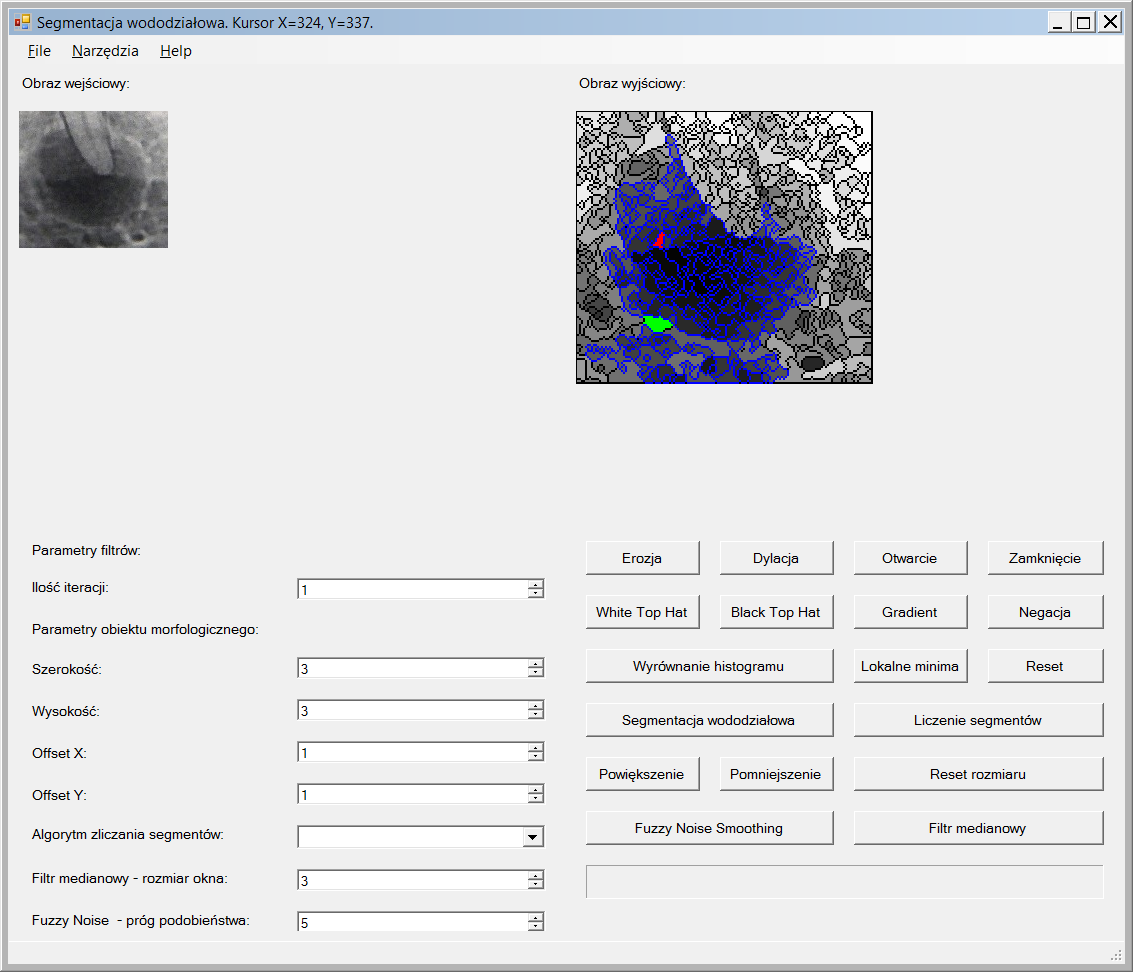 Segmentacja wododziałowa. Kursor X=324, Y=337.
File Narzędzia Help
Obraz wejściowy: Obraz wyjściowy:
Parametry filtrów:
Ilość iteracji: 1
Parametry obiektu morfologicznego:
Szerokość: 3
Wysokość: 3
Offset X: 1
Offset Y: 1
Algorytm zliczania segmentów:
Filtr medianowy - rozmiar okna: 3
Fuzzy Noise  - próg podobieństwa: 5
Erozja Dylacja Otwarcie Zamknięcie
White Top Hat Black Top Hat Gradient Negacja
Wyrównanie histogramu Lokalne minima Reset
Segmentacja wododziałowa Liczenie segmentów
Powiększenie Pomniejszenie Reset rozmiaru
Fuzzy Noise Smoothing Filtr medianowy